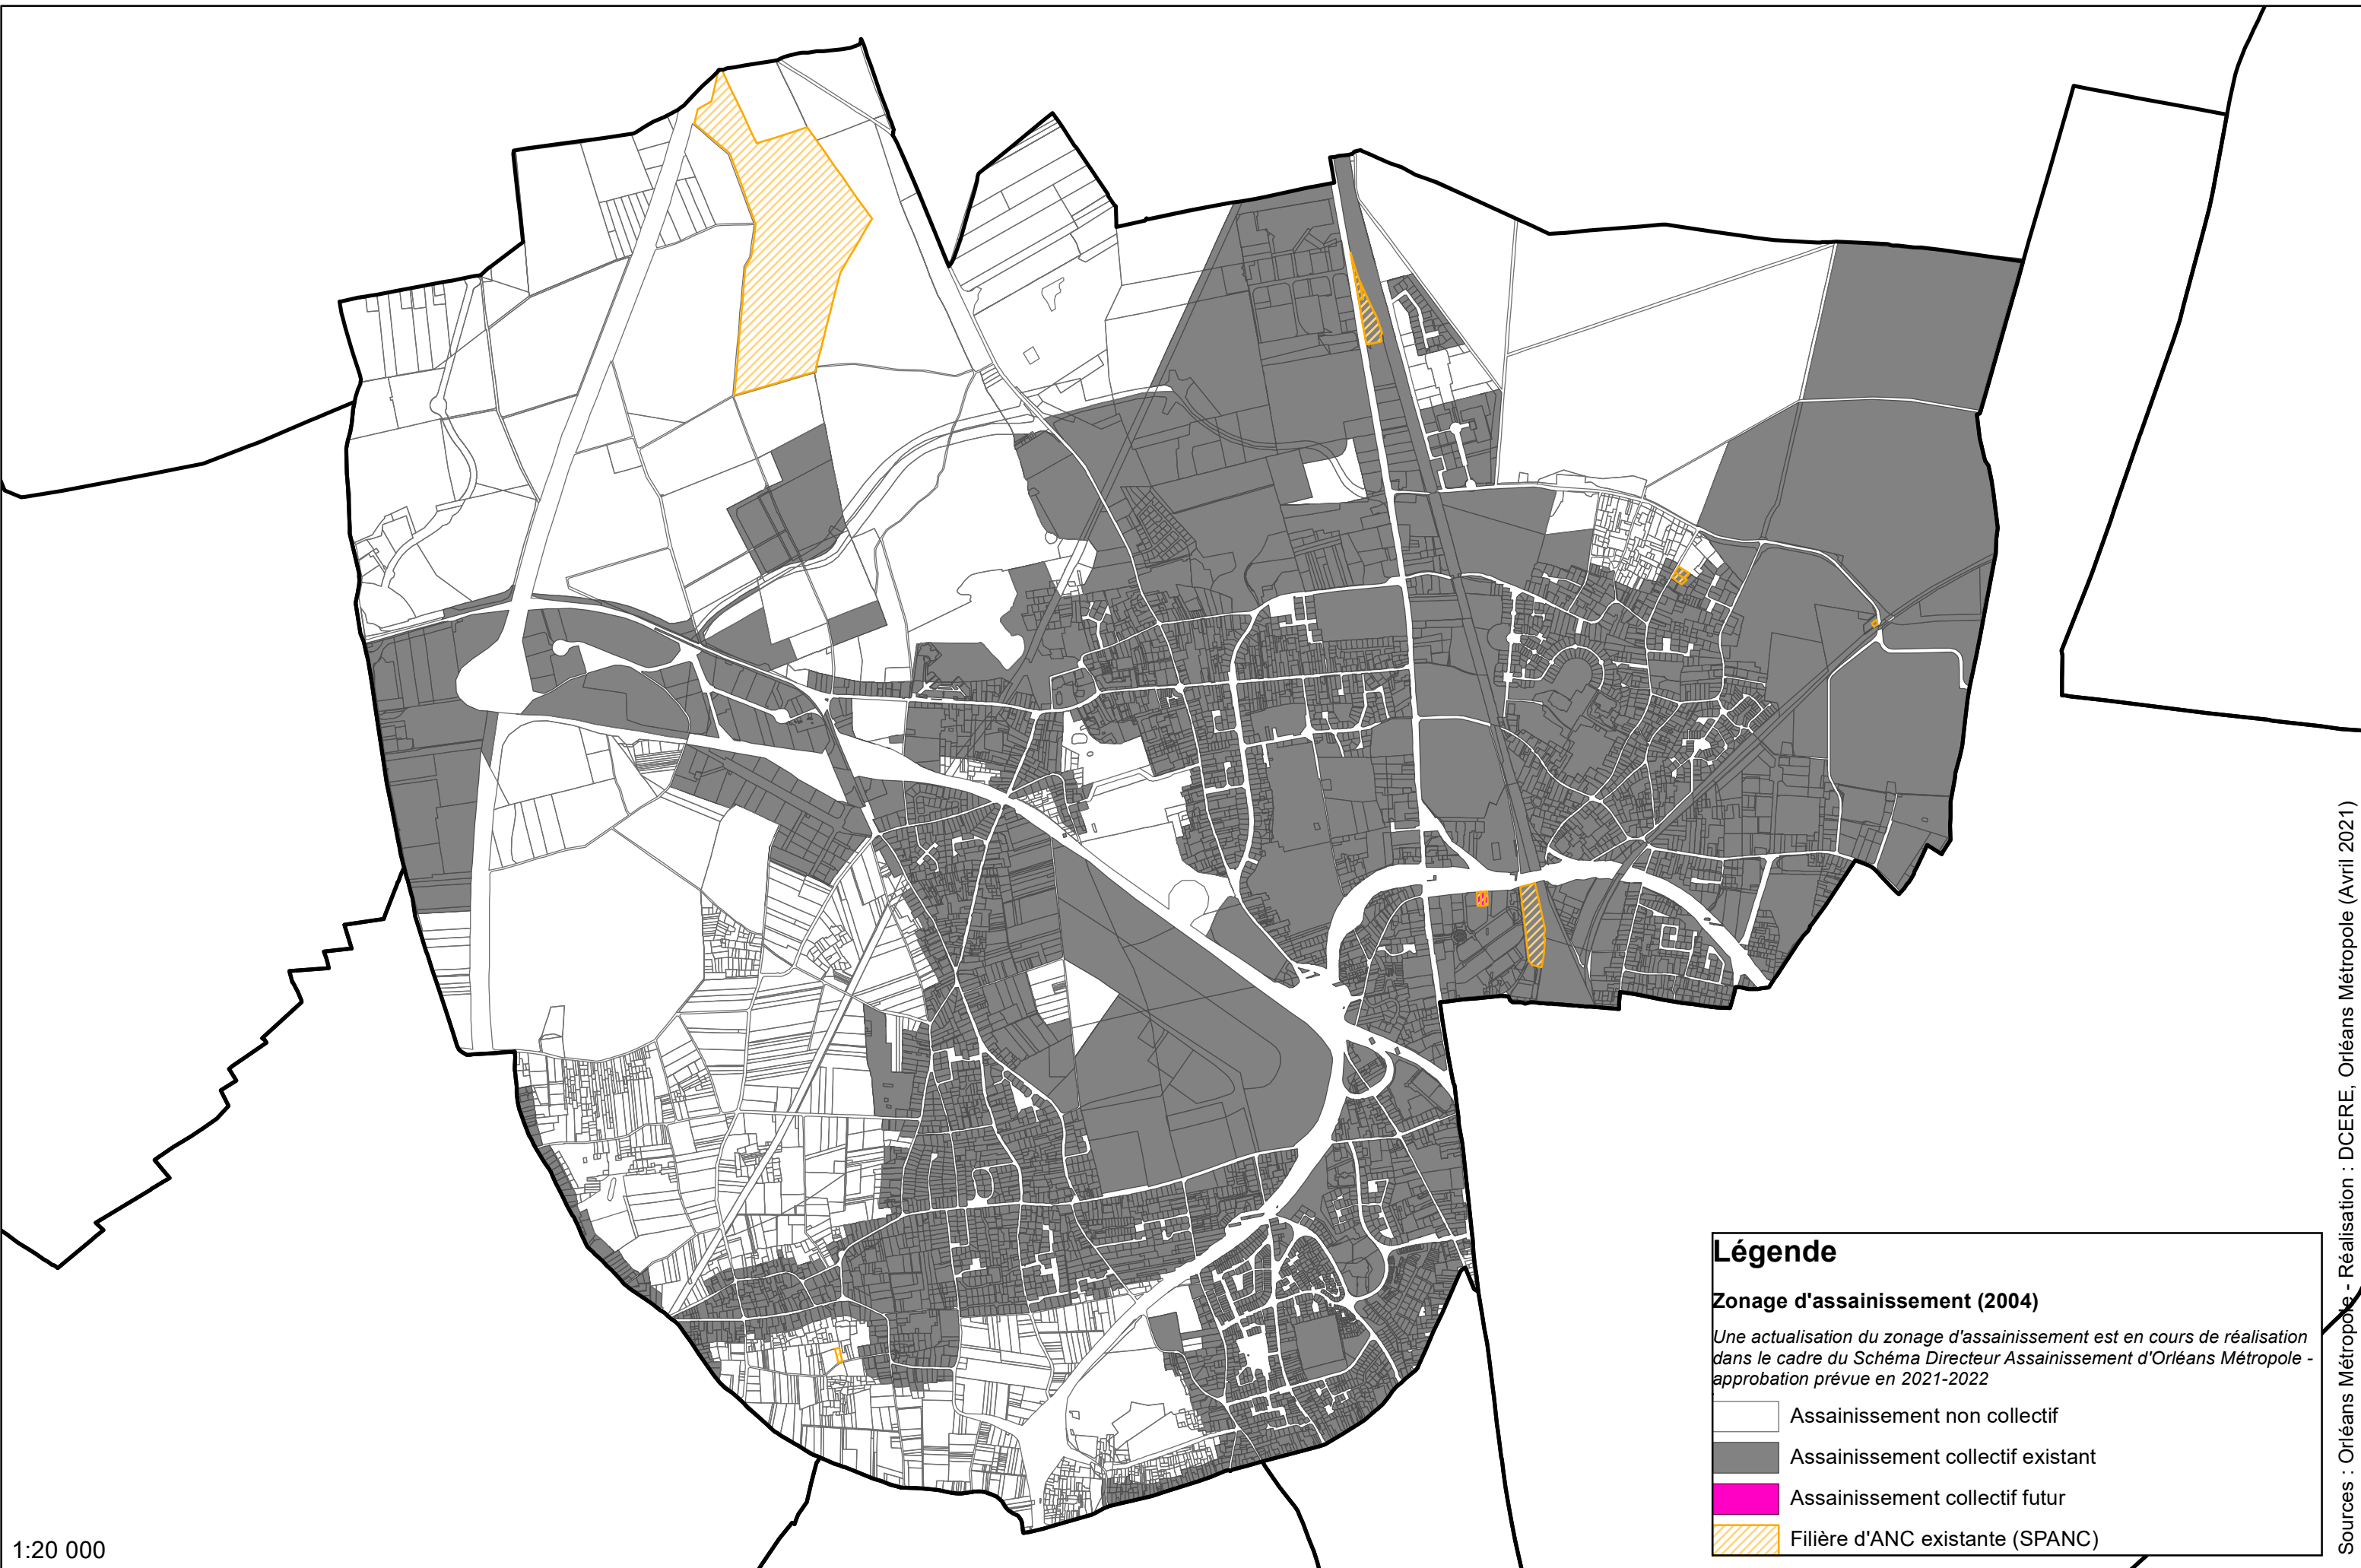 Légende
Zonage d'assainissement (2004)
Une actualisation du zonage d'assainissement est en cours de réalisation
dans le cadre du Schéma Directeur Assainissement d'Orléans Métropole -
approbation prévue en 2021-2022
Assainissement non collectif
Assainissement collectif existant
Assainissement collectif futur
Filière d'ANC existante (SPANC)
1:20 000
Sources : Orléans Métropole - Réalisation : DCERE, Orléans Métropole (Avril 2021)